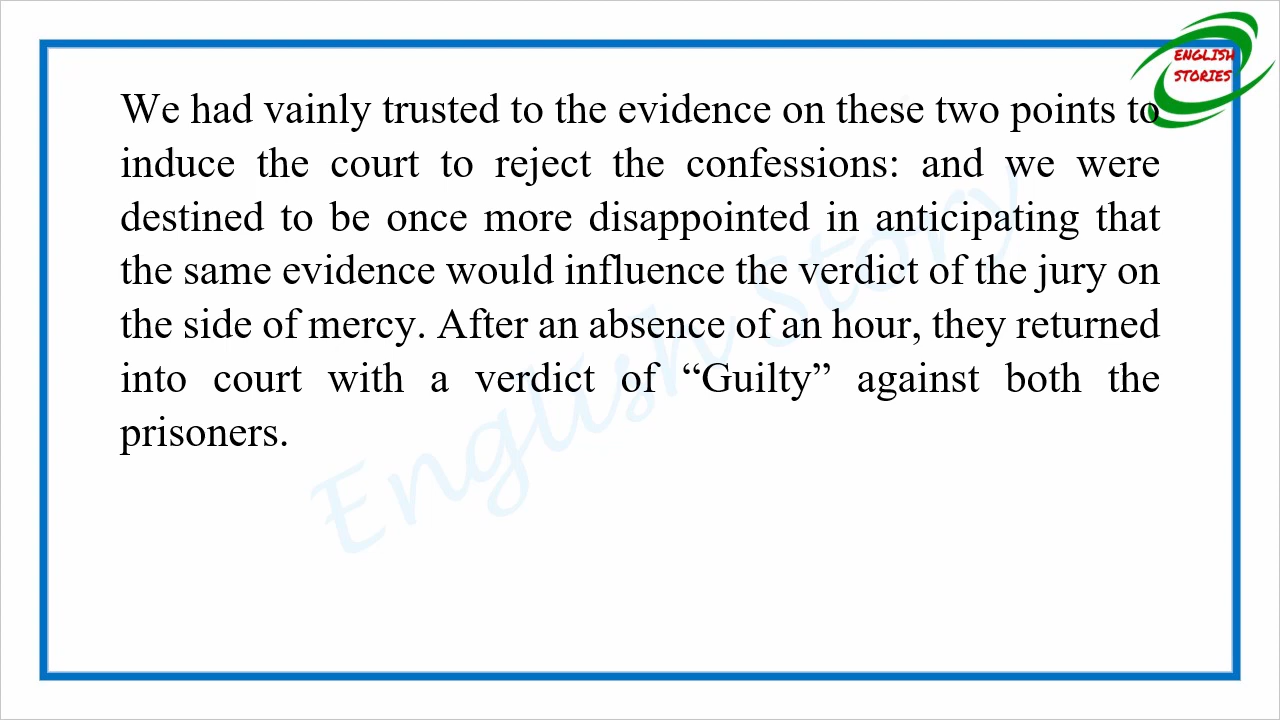 ENGLISH
STORIES
We had vainly trusted to the evidence on these two points to
induce the court to reject the confessions: and we were
destined to be once more disappointed in anticipating that
the same evidence would influence the verdict of the jury on
the side of mercy. After an absence of an hour, they returned
into court with a verdict of “Guilty” against both the
prisoners.
English Story